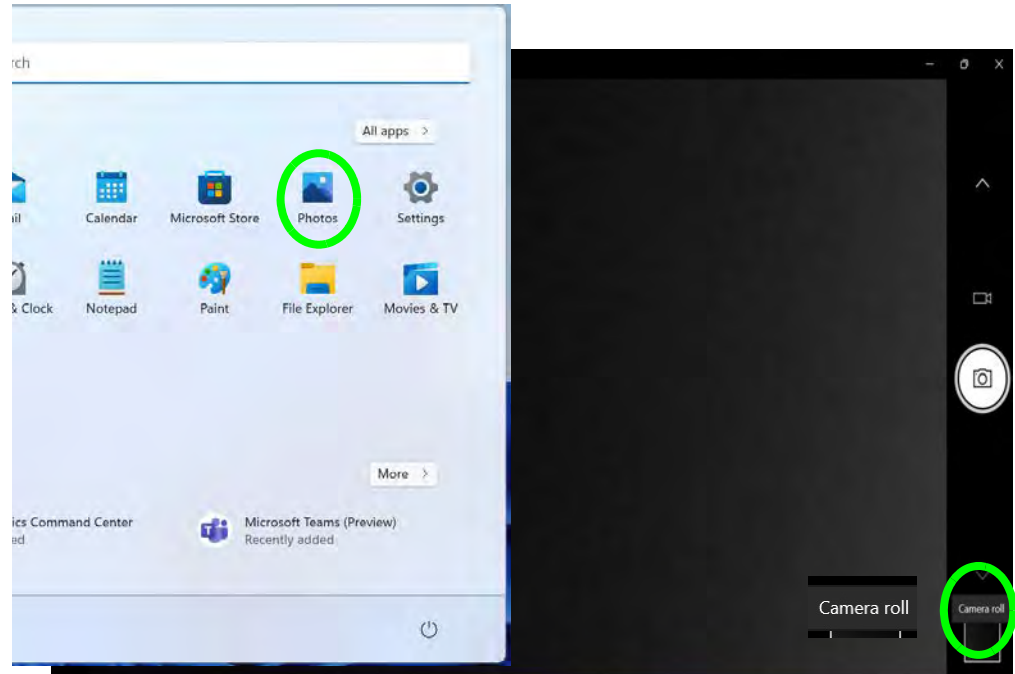 rch
All apps >
il
Calendar
Microsoft Store
Photos
Settings
& Clock
Notepad
Paint
File Explorer
Movies & TV
More >
ics Command Center
ed
Microsoft Teams (Preview)
Recently added
Camera roll
Camera roll